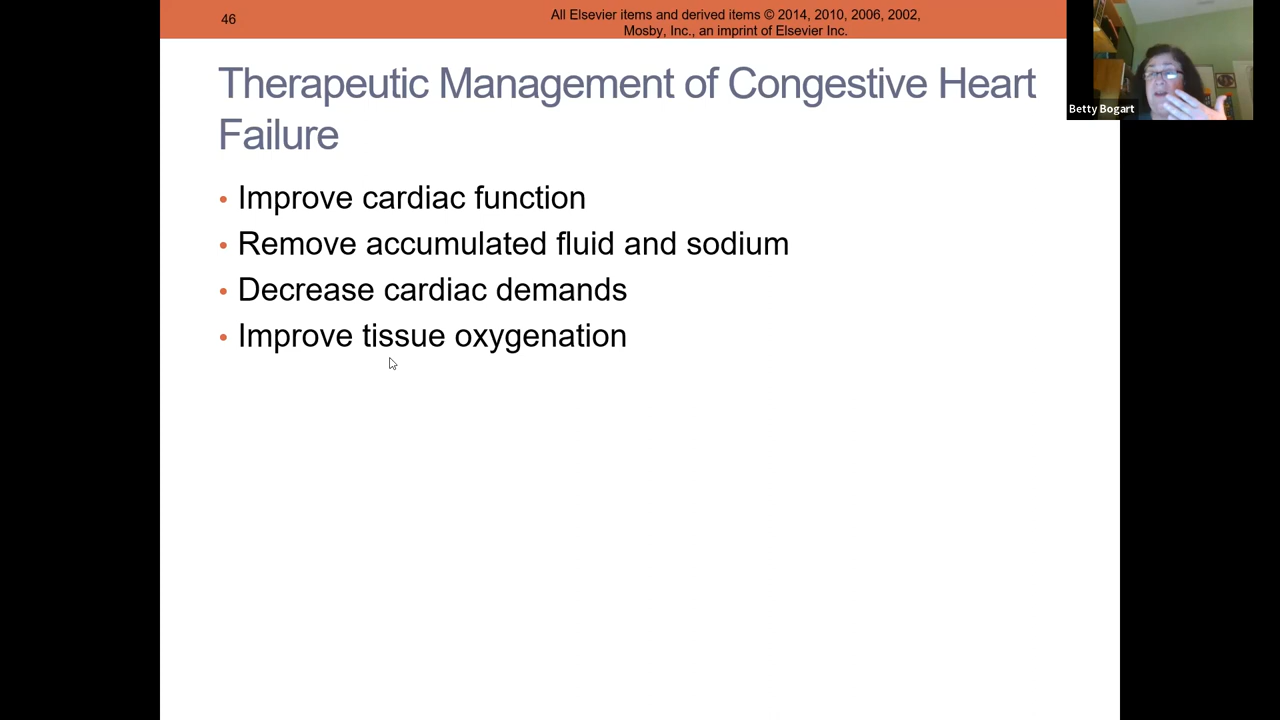 46
All Elsevier items and derived items © 2014, 2010, 2006, 2002,
Mosby, Inc., an imprint of Elsevier Inc.
Betty Bogart
Therapeutic Management of Congestive Heart
Failure
• Improve cardiac function
• Remove accumulated fluid and sodium
• Decrease cardiac demands
• Improve tissue oxygenation